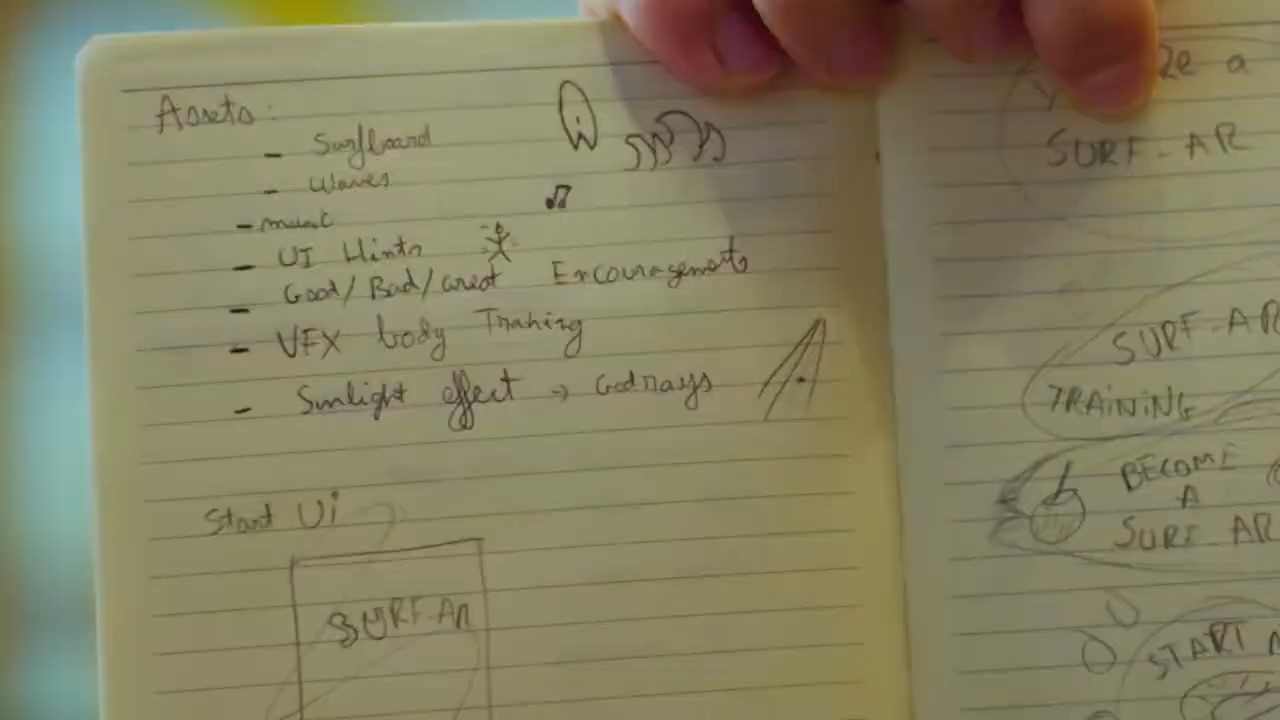 Assets:
- Surfboard
- Waves
- music
- UI Hints
- Good/Bad/Great Encouragements
- VFX body Tracking
- Sunlight effect → Godrays
Start Ui
SURF-AR
a
SURF-AR
SURF-AR
TRAiNiNG
BECOME
A
SURF AR
START